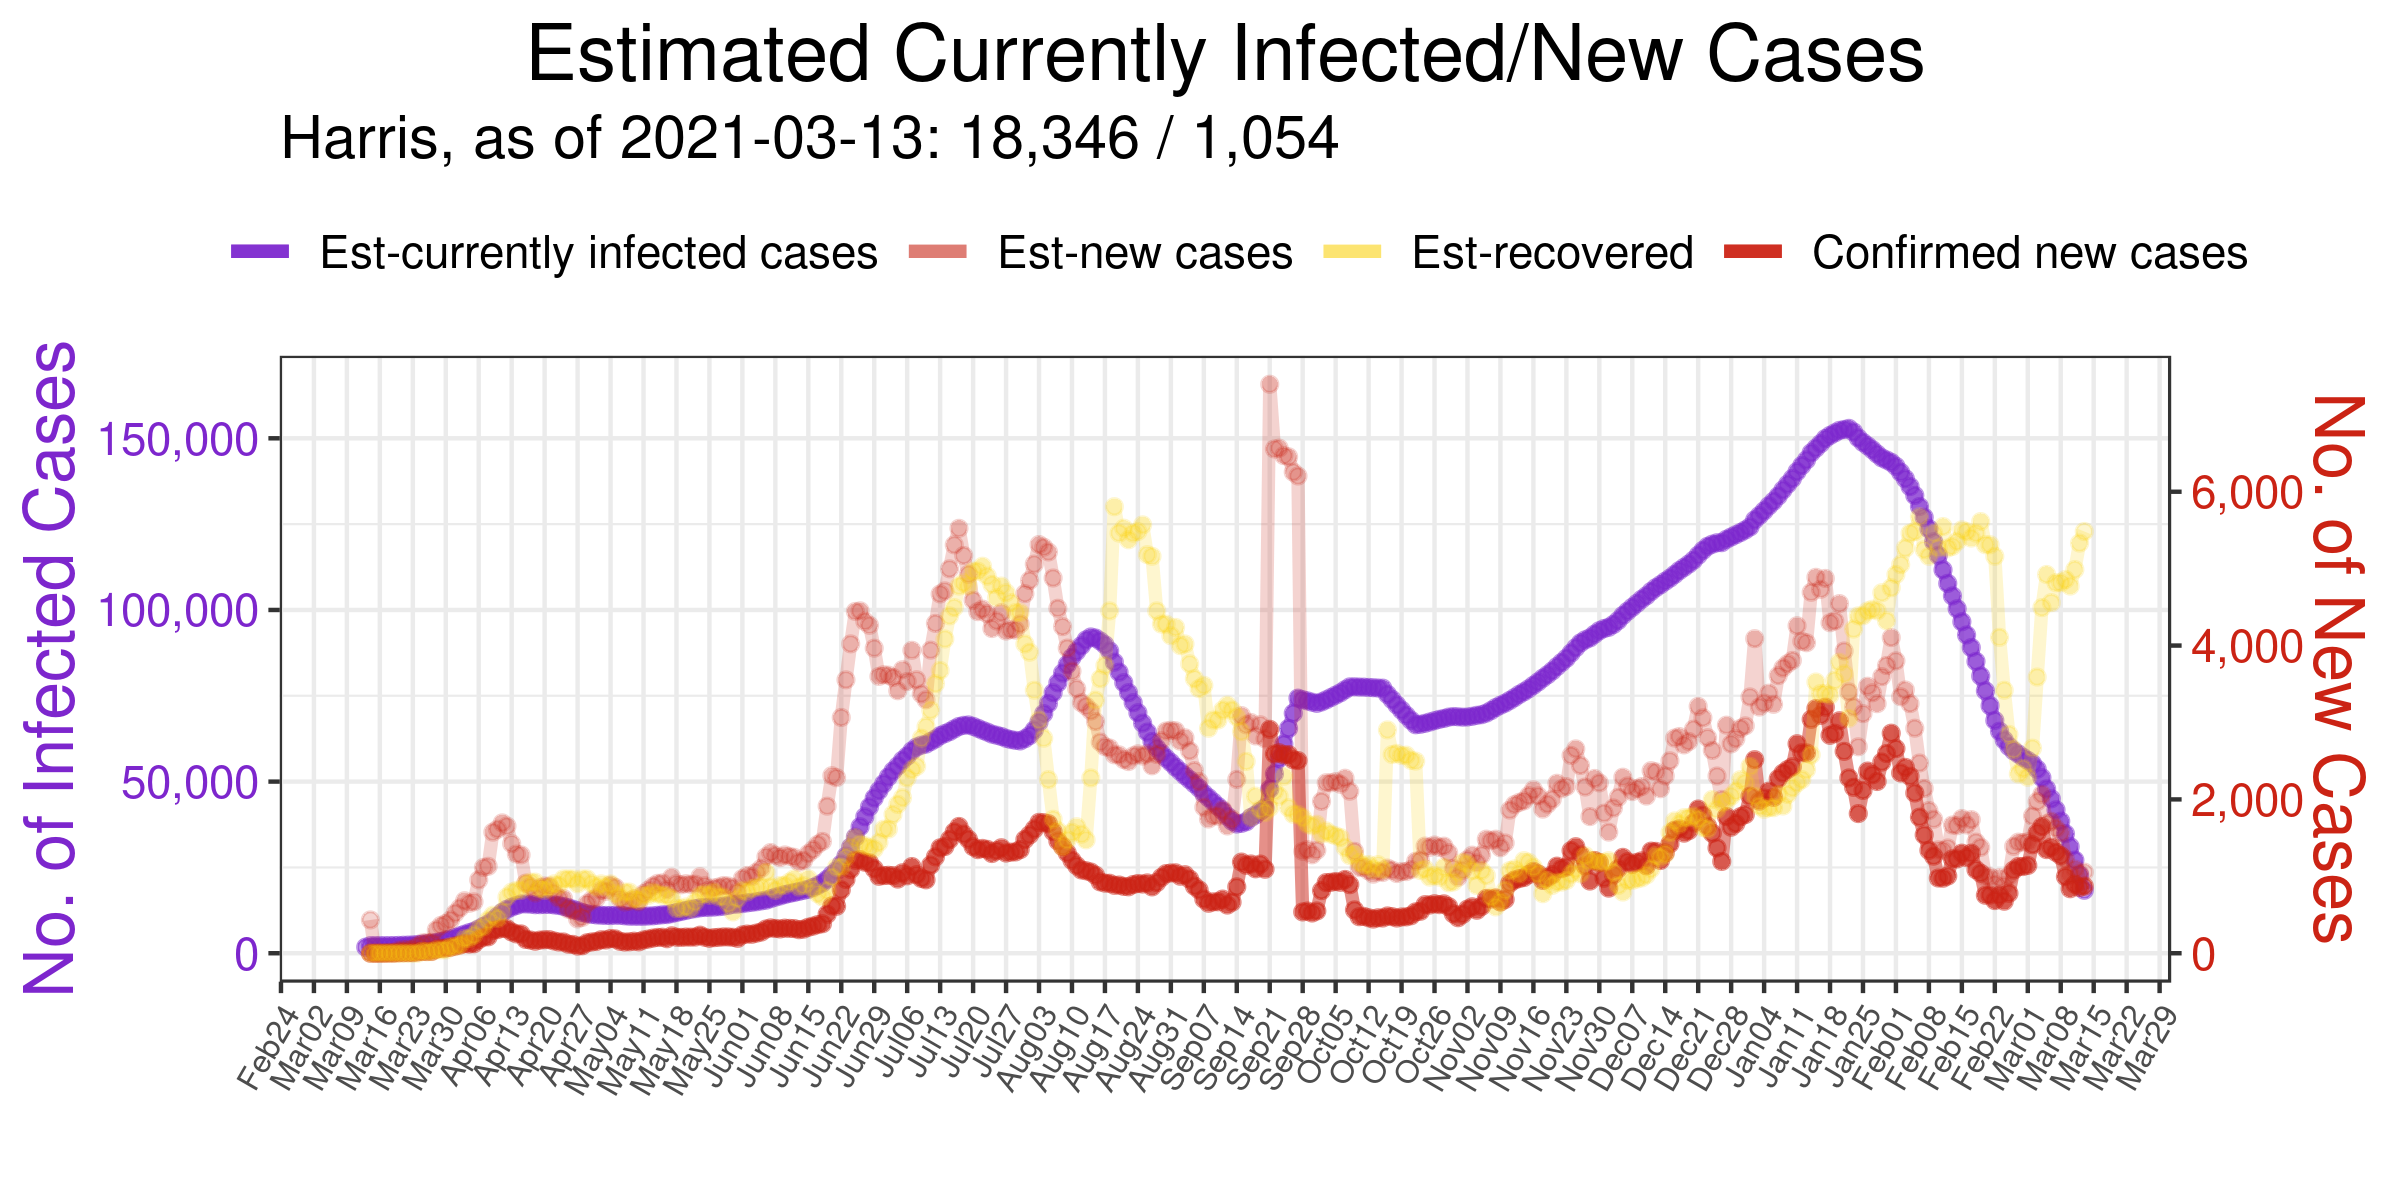 Estimated Currently Infected/New Cases
Harris, as of 2021-03-13: 18,346 / 1,054
Est-currently infected cases
Est-new cases
Est-recovered
Confirmed new cases
No. of Infected Cases
150,000
100,000
50,000
0
No. of New Cases
6,000
4,000
2,000
0
Feb24
Mar02
Mar09
Mar16
Mar23
Mar30
Apr06
Apr13
Apr20
Apr27
May04
May11
May18
May25
Jun01
Jun08
Jun15
Jun22
Jun29
Jul06
Jul13
Jul20
Jul27
Aug03
Aug10
Aug17
Aug24
Aug31
Sep07
Sep14
Sep21
Sep28
Oct05
Oct12
Oct19
Oct26
Nov02
Nov09
Nov16
Nov23
Nov30
Dec07
Dec14
Dec21
Dec28
Jan04
Jan11
Jan18
Jan25
Feb01
Feb08
Feb15
Feb22
Mar01
Mar08
Mar15
Mar22
Mar29